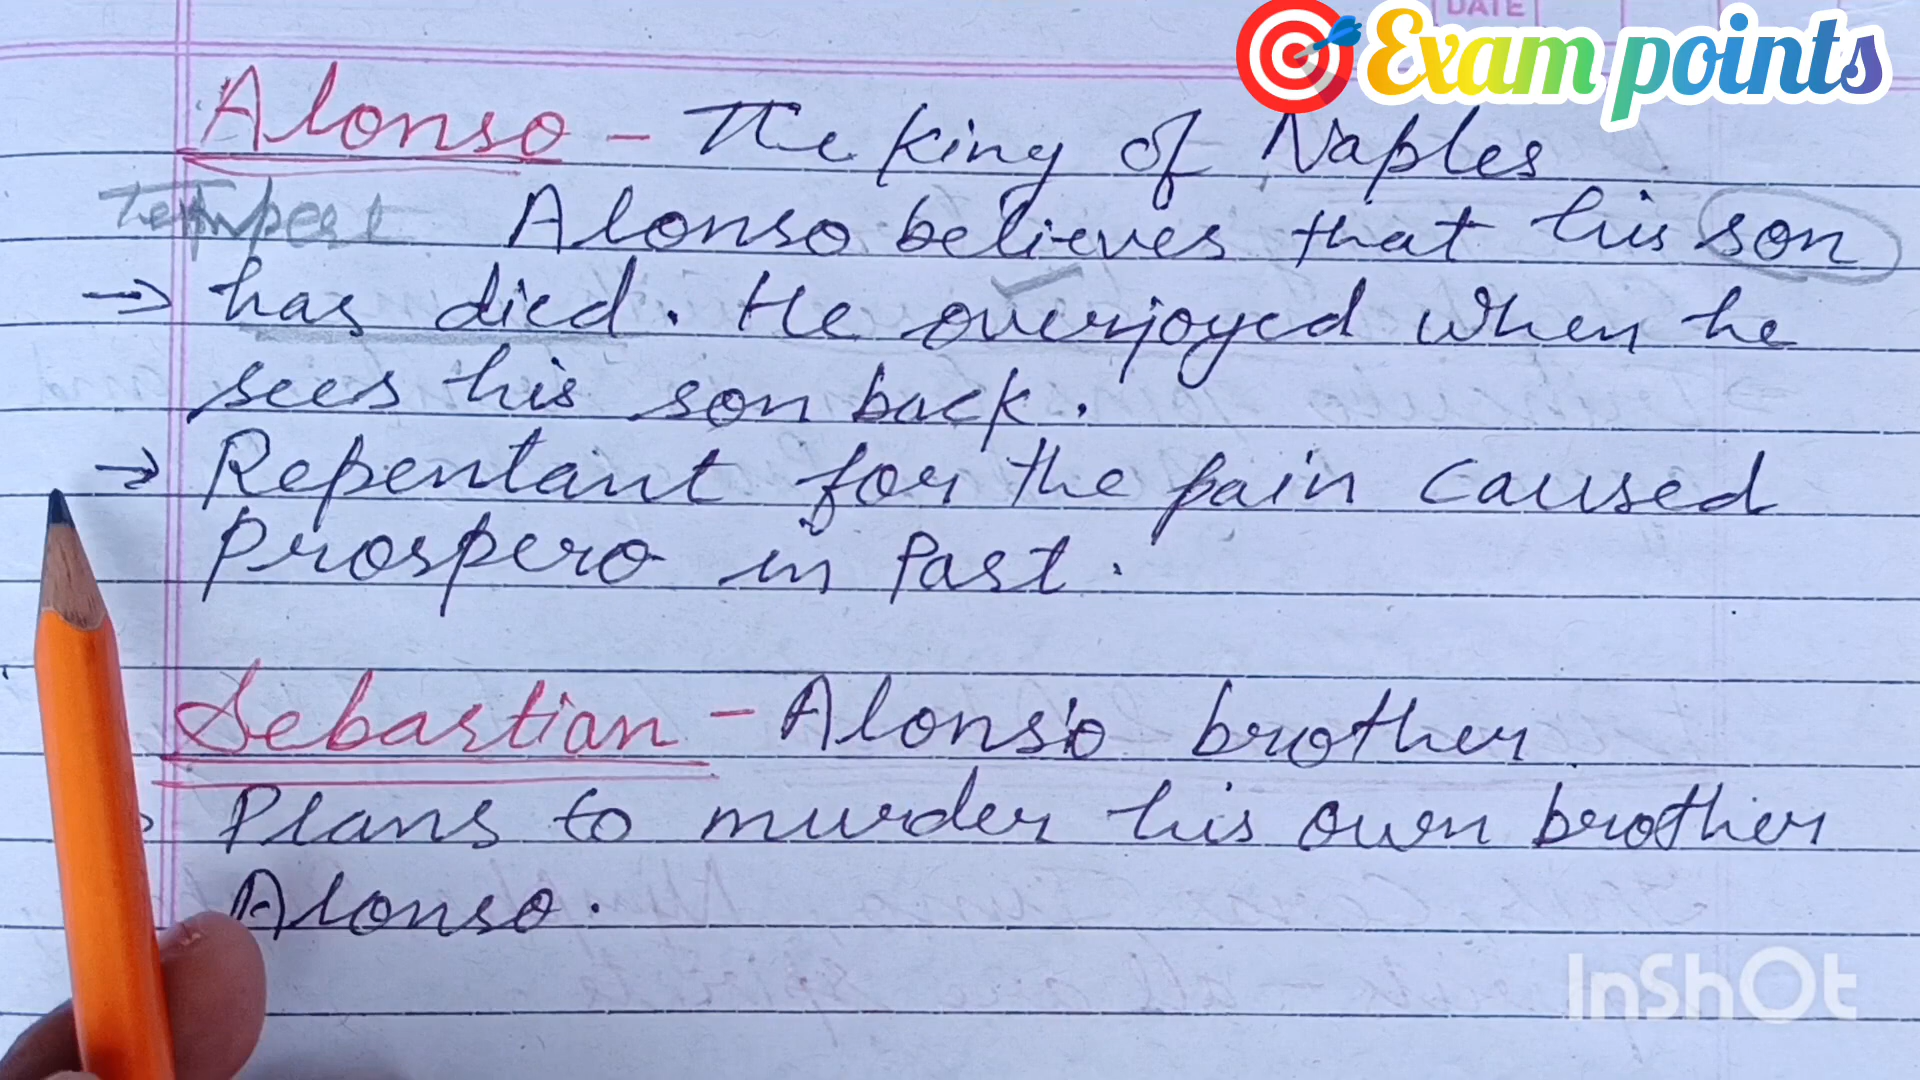 DATE
Exam points
Alonso - The King of Naples
Tempest Alonso believes that his son
→ has died. He overjoyed when he
sees his son back.
→ Repentant for the pain caused
Prospero in Past.
Sebastian - Alonso brother
Plans to murder his own brother
Alonso.
InShOt